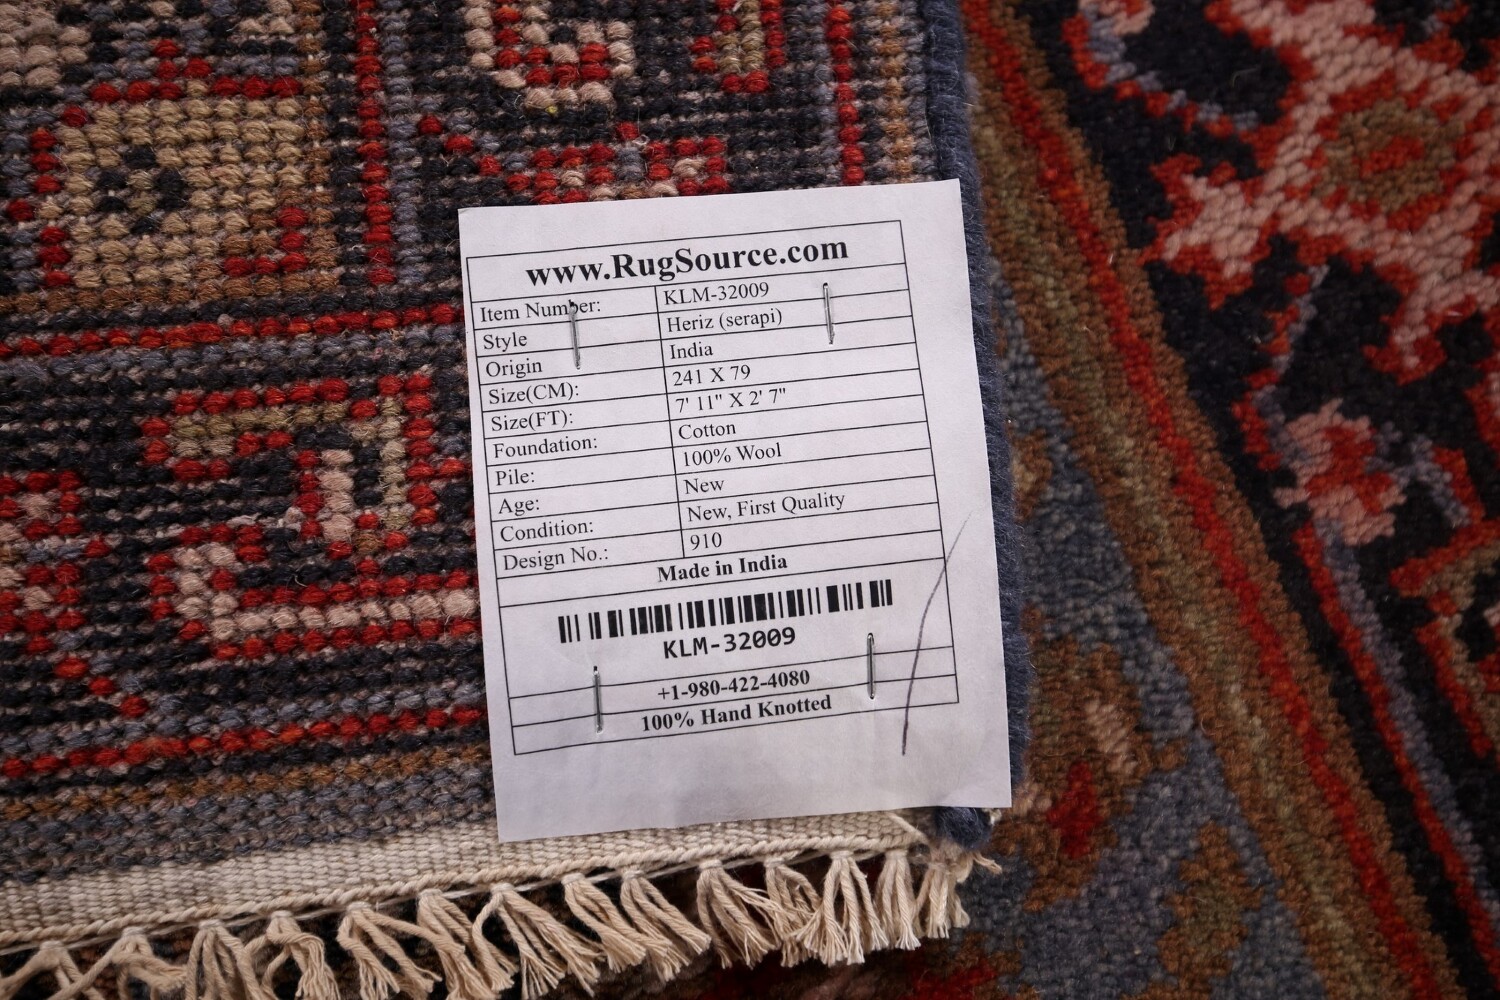 www.RugSource.com
Item Number: KLM-32009
Style Heriz (serapi)
Origin India
Size(CM): 241 X 79
Size(FT): 7' 11" X 2' 7"
Foundation: Cotton
Pile: 100% Wool
Age: New
Condition: New, First Quality
Design No.: 910
Made in India
KLM-32009
+1-980-422-4080
100% Hand Knotted